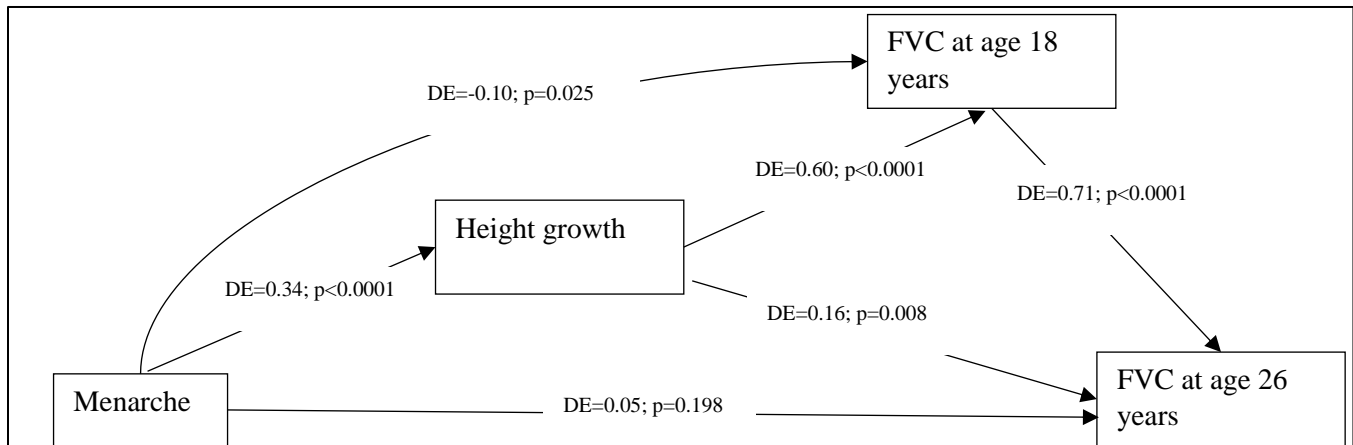 FVC at age 18
years
DE=-0.10; p=0.025
DE=0.60; p<0.0001
DE=0.71; p<0.0001
Height growth
DE=0.34; p<0.0001
DE=0.16; p=0.008
FVC at age 26
years
Menarche
DE=0.05; p=0.198